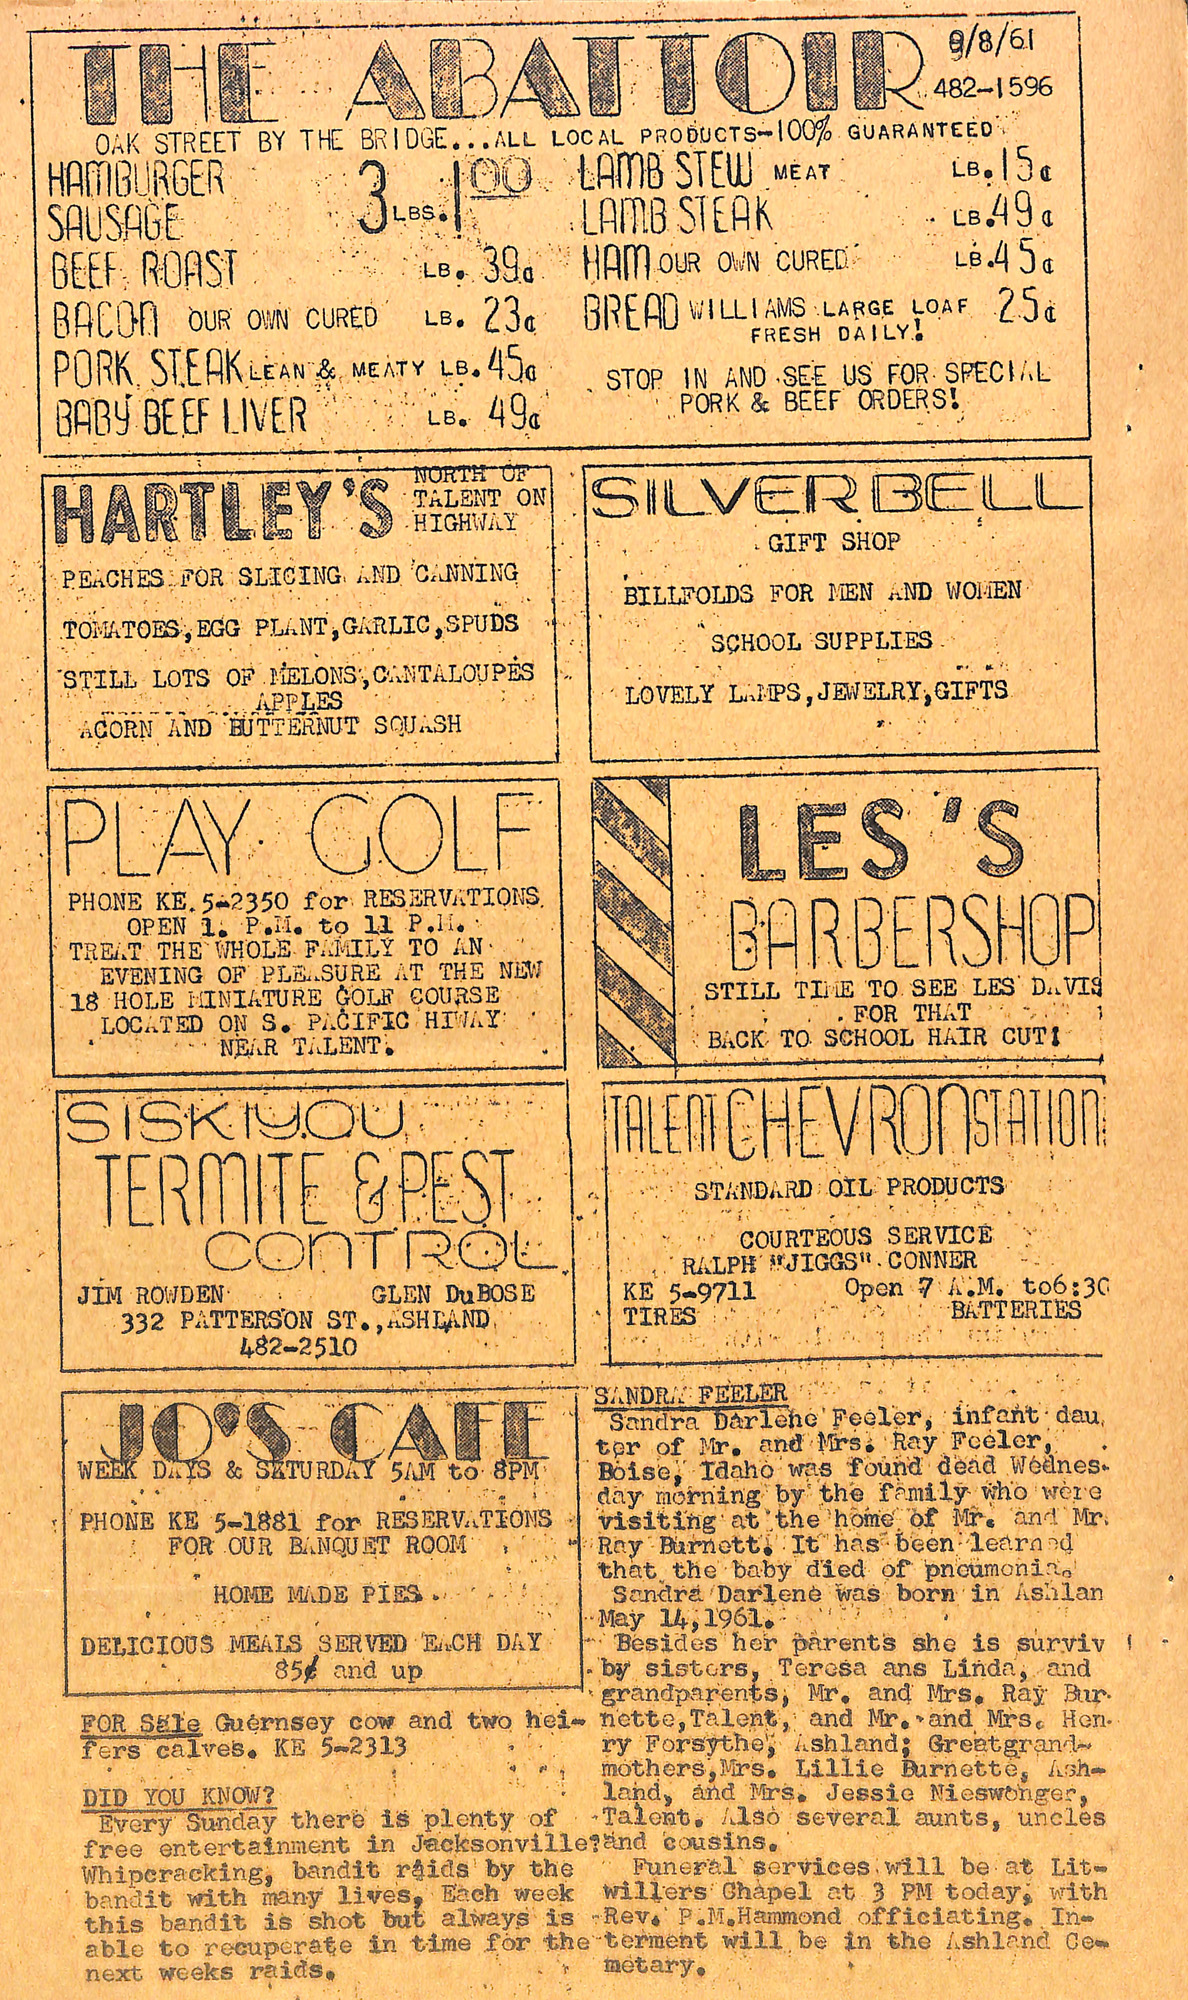 THE ABATTOIR
9/8/61
482-1596
OAK STREET BY THE BRIDGE...ALL LOCAL PRODUCTS-100% GUARANTEED
HAMBURGER
SAUSAGE
3 LBS. 1 00
BEEF ROAST LB. 39¢
BACON OUR OWN CURED LB. 23¢
PORK STEAK LEAN & MEATY LB. 45¢
BABY BEEF LIVER LB. 49¢
LAMB STEW MEAT LB. 15¢
LAMB STEAK LB. 49¢
HAM OUR OWN CURED LB. 45¢
BREAD WILLIAMS LARGE LOAF 25¢
FRESH DAILY!
STOP IN AND SEE US FOR SPECIAL
PORK & BEEF ORDERS!
HARTLEY'S
NORTH OF
TALENT ON
HIGHWAY
PEACHES FOR SLICING AND CANNING
TOMATOES,EGG PLANT,GARLIC,SPUDS
STILL LOTS OF MELONS,CANTALOUPES
APPLES
ACORN AND BUTTERNUT SQUASH
SILVER BELL
GIFT SHOP
BILLFOLDS FOR MEN AND WOMEN
SCHOOL SUPPLIES
LOVELY LAMPS,JEWELRY,GIFTS
PLAY GOLF
PHONE KE 5-2350 for RESERVATIONS
OPEN 1. P.M. to 11 P.M.
TREAT THE WHOLE FAMILY TO AN
EVENING OF PLEASURE AT THE NEW
18 HOLE MINIATURE GOLF COURSE
LOCATED ON S. PACIFIC HIWAY
NEAR TALENT.
LES'S
BARBERSHOP
STILL TIME TO SEE LES DAVIS
FOR THAT
BACK TO SCHOOL HAIR CUT!
SISKIYOU
TERMITE & PEST
CONTROL
JIM ROWDEN GLEN DuBOSE
332 PATTERSON ST.,ASHLAND
482-2510
TALENT CHEVRON STATION
STANDARD OIL PRODUCTS
COURTEOUS SERVICE
RALPH "JIGGS" CONNER
KE 5-9711 Open 7 A.M. to6:30
TIRES BATTERIES
JO'S CAFE
WEEK DAYS & SATURDAY 5AM to 8PM
PHONE KE 5-1881 for RESERVATIONS
FOR OUR BANQUET ROOM
HOME MADE PIES
DELICIOUS MEALS SERVED EACH DAY
85¢ and up
FOR Sale Guernsey cow and two hei-
fers calves. KE 5-2313
DID YOU KNOW?
Every Sunday there is plenty of
free entertainment in Jacksonville?
Whipcracking, bandit raids by the
bandit with many lives, Each week
this bandit is shot but always is
able to recuperate in time for the
next weeks raids.
SANDRA FEELER
Sandra Darlene Feeler, infant dau
ter of Mr. and Mrs. Ray Feeler,
Boise, Idaho was found dead Wednes-
day morning by the family who were
visiting at the home of Mr. and Mr
Ray Burnett. It has been learned
that the baby died of pneumonia.
Sandra Darlene was born in Ashlan
May 14,1961.
Besides her parents she is surviv
by sisters, Teresa ans Linda, and
grandparents, Mr. and Mrs. Ray Bur-
nette,Talent, and Mr. and Mrs. Hen-
ry Forsythe, Ashland; Greatgrand-
mothers,Mrs. Lillie Burnette, Ash-
land, and Mrs. Jessie Nieswonger,
Talent. Also several aunts, uncles
and cousins.
Funeral services will be at Lit-
willers Chapel at 3 PM today, with
Rev. P.M.Hammond officiating. In-
terment will be in the Ashland Ce-
metary.